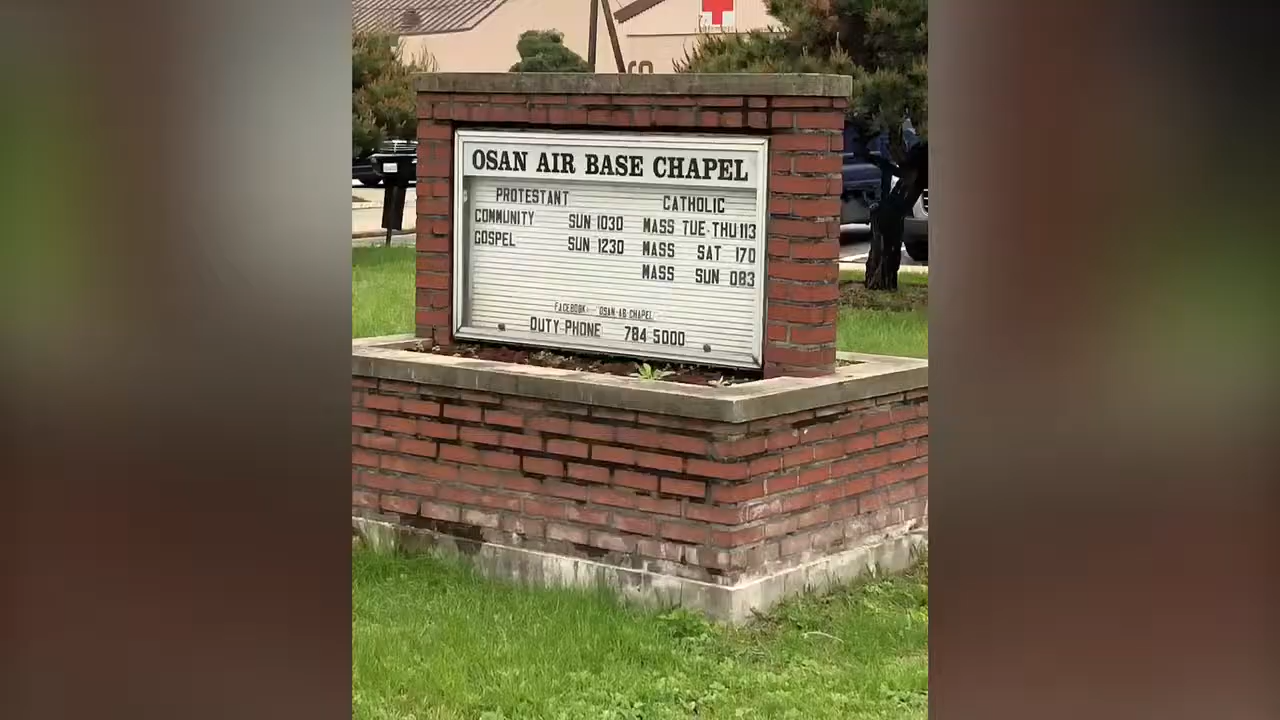 OSAN AIR BASE CHAPEL
PROTESTANT
COMMUNITY SUN 1030
GOSPEL SUN 1230
CATHOLIC
MASS TUE-THU 113
MASS SAT 170
MASS SUN 083
FACEBOOK: OSAN AB CHAPEL
DUTY PHONE 784 5000